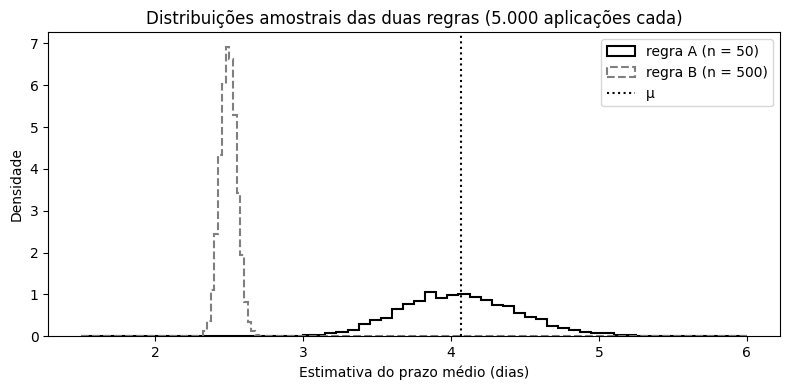 Distribuições amostrais das duas regras (5.000 aplicações cada)
regra A (n = 50)
regra B (n = 500)
μ
Densidade
7
6
5
4
3
2
1
0
2
3
4
5
6
Estimativa do prazo médio (dias)